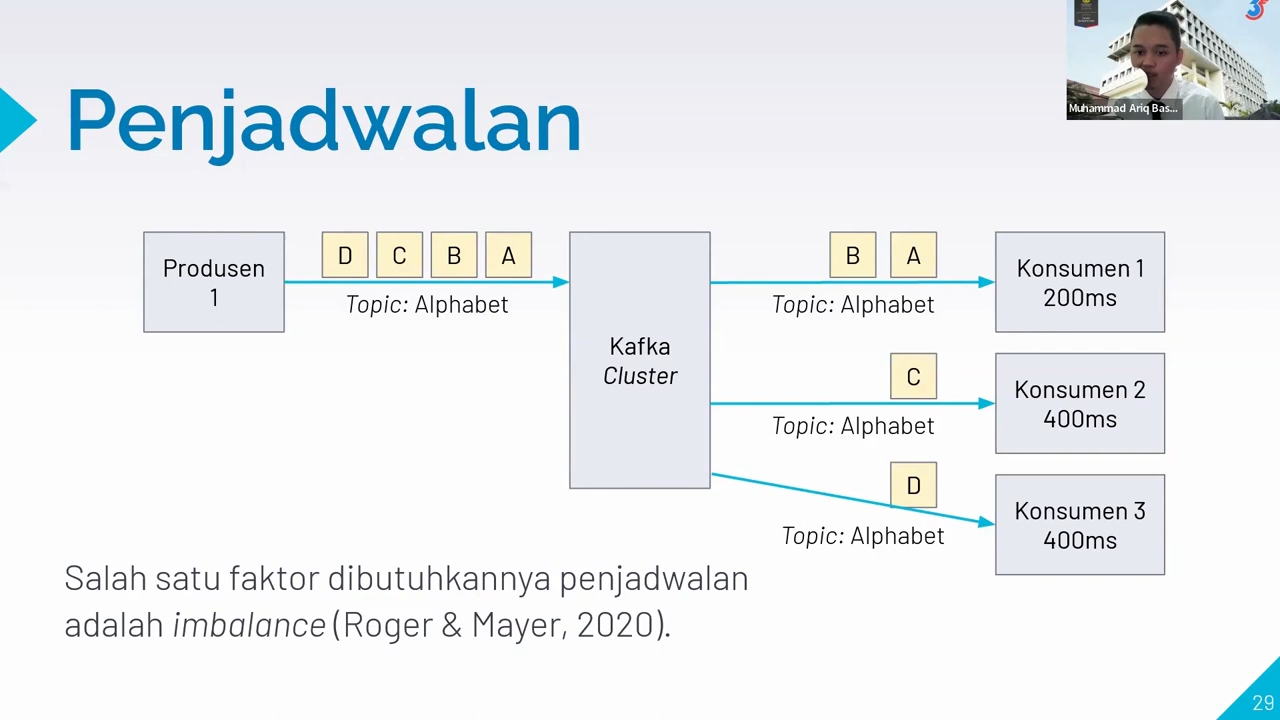 Muhammad Ariq Bas...
Penjadwalan
Produsen
1
D C B A
Topic: Alphabet
Kafka
Cluster
B A
Topic: Alphabet
Konsumen 1
200ms
C
Topic: Alphabet
Konsumen 2
400ms
D
Topic: Alphabet
Konsumen 3
400ms
Salah satu faktor dibutuhkannya penjadwalan
adalah imbalance (Roger & Mayer, 2020).
29